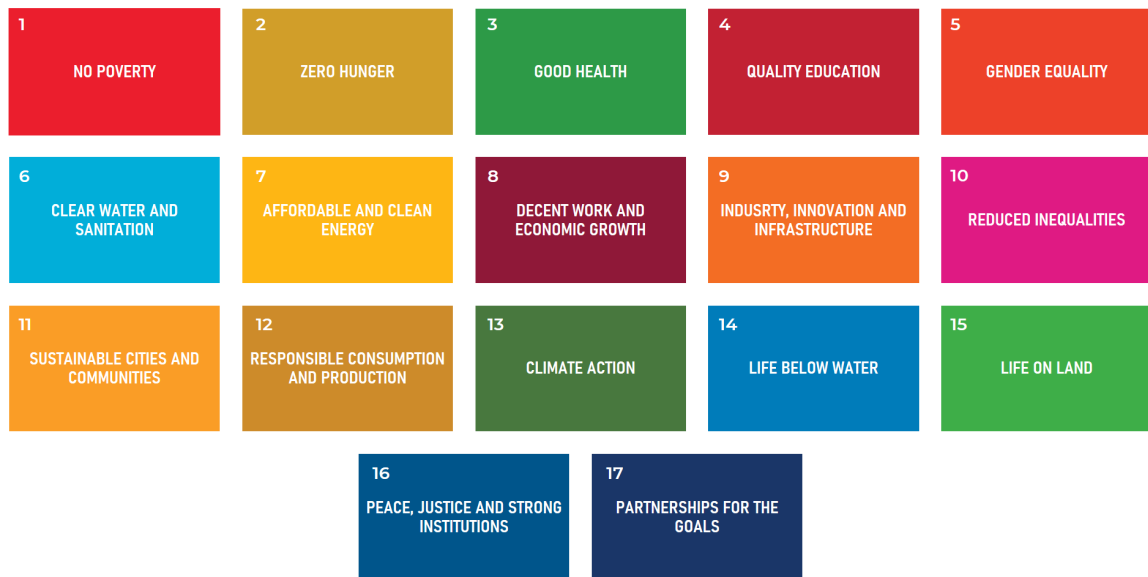 1
NO POVERTY
2
ZERO HUNGER
3
GOOD HEALTH
4
QUALITY EDUCATION
5
GENDER EQUALITY
6
CLEAR WATER AND
SANITATION
7
AFFORDABLE AND CLEAN
ENERGY
8
DECENT WORK AND
ECONOMIC GROWTH
9
INDUSRTY, INNOVATION AND
INFRASTRUCTURE
10
REDUCED INEQUALITIES
11
SUSTAINABLE CITIES AND
COMMUNITIES
12
RESPONSIBLE CONSUMPTION
AND PRODUCTION
13
CLIMATE ACTION
14
LIFE BELOW WATER
15
LIFE ON LAND
16
PEACE, JUSTICE AND STRONG
INSTITUTIONS
17
PARTNERSHIPS FOR THE
GOALS